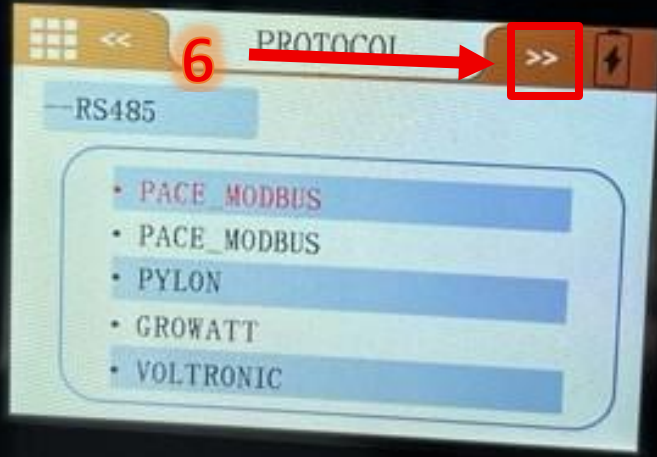 <<
6
PROTOCOL
>>
—RS485
• PACE_MODBUS
• PACE_MODBUS
• PYLON
• GROWATT
• VOLTRONIC